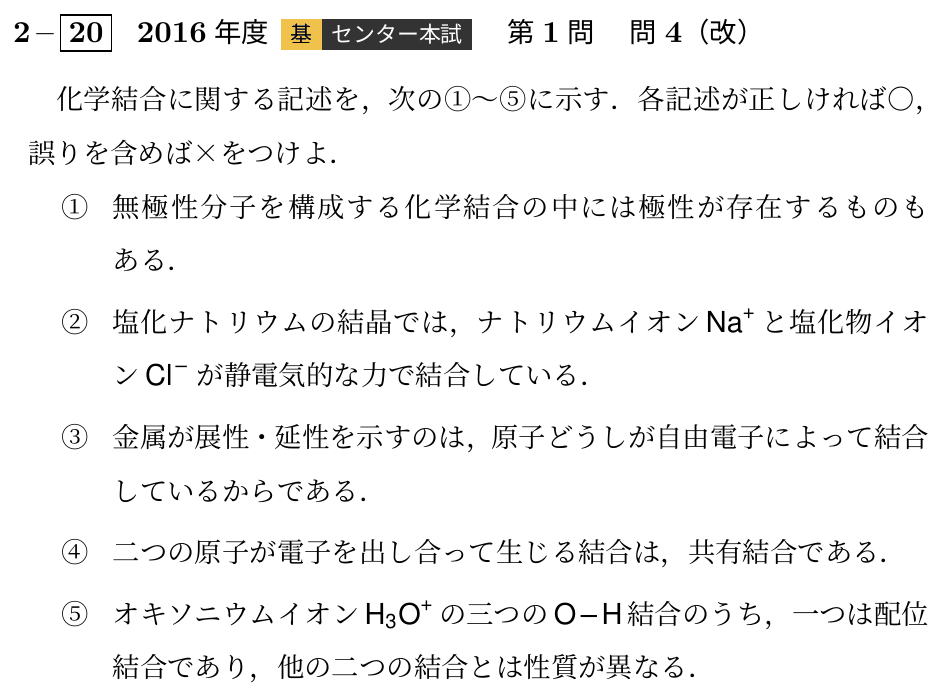 2−20 2016 年度 基 センター本試 第 1 問 問 4（改）
化学結合に関する記述を，次の①～⑤に示す．各記述が正しければ○，
誤りを含めば×をつけよ．
① 無極性分子を構成する化学結合の中には極性が存在するものも
ある．
② 塩化ナトリウムの結晶では，ナトリウムイオン Na⁺ と塩化物イオ
ン Cl⁻ が静電気的な力で結合している．
③ 金属が展性・延性を示すのは，原子どうしが自由電子によって結合
しているからである．
④ 二つの原子が電子を出し合って生じる結合は，共有結合である．
⑤ オキソニウムイオン H₃O⁺ の三つの O−H 結合のうち，一つは配位
結合であり，他の二つの結合とは性質が異なる．